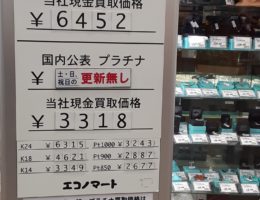 当社現金買取価格
¥6452
国内公表 プラチナ
¥ 土・日、祝日の 更新無し
当社現金買取価格
¥3318
K24 ¥6315 Pt1000 ¥3243
K18 ¥4621 Pt900 ¥2887
K14 ¥3349 Pt850 ¥2677
エコノマート